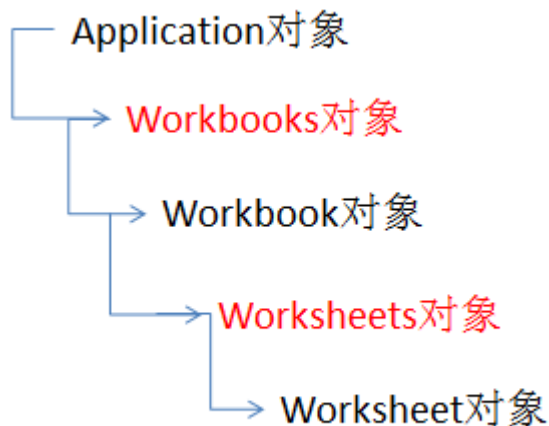 Application对象
Workbooks对象
Workbook对象
Worksheets对象
Worksheet对象